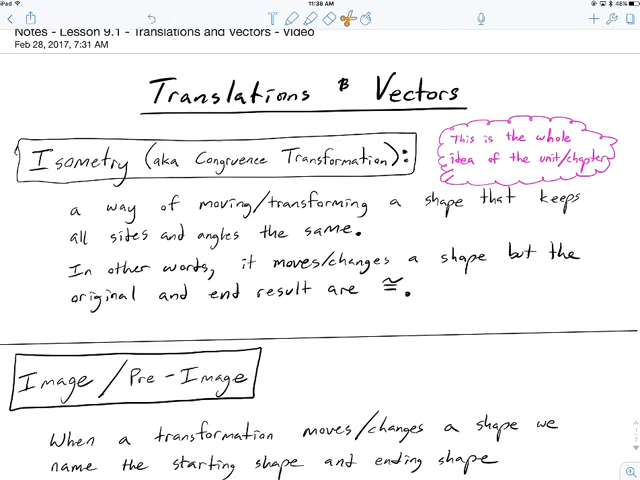 iPad
11:38 AM
48%
Notes - Lesson 9.1 - Translations and Vectors - Video
Feb 28, 2017, 7:31 AM
Translations & Vectors
Isometry (aka Congruence Transformation):
This is the whole
idea of the unit/chapter
a way of moving/transforming a shape that keeps
all sides and angles the same.
In other words, it moves/changes a shape but the
original and end result are ≅.
Image / Pre-Image
When a transformation moves/changes a shape we
name the starting shape and ending shape